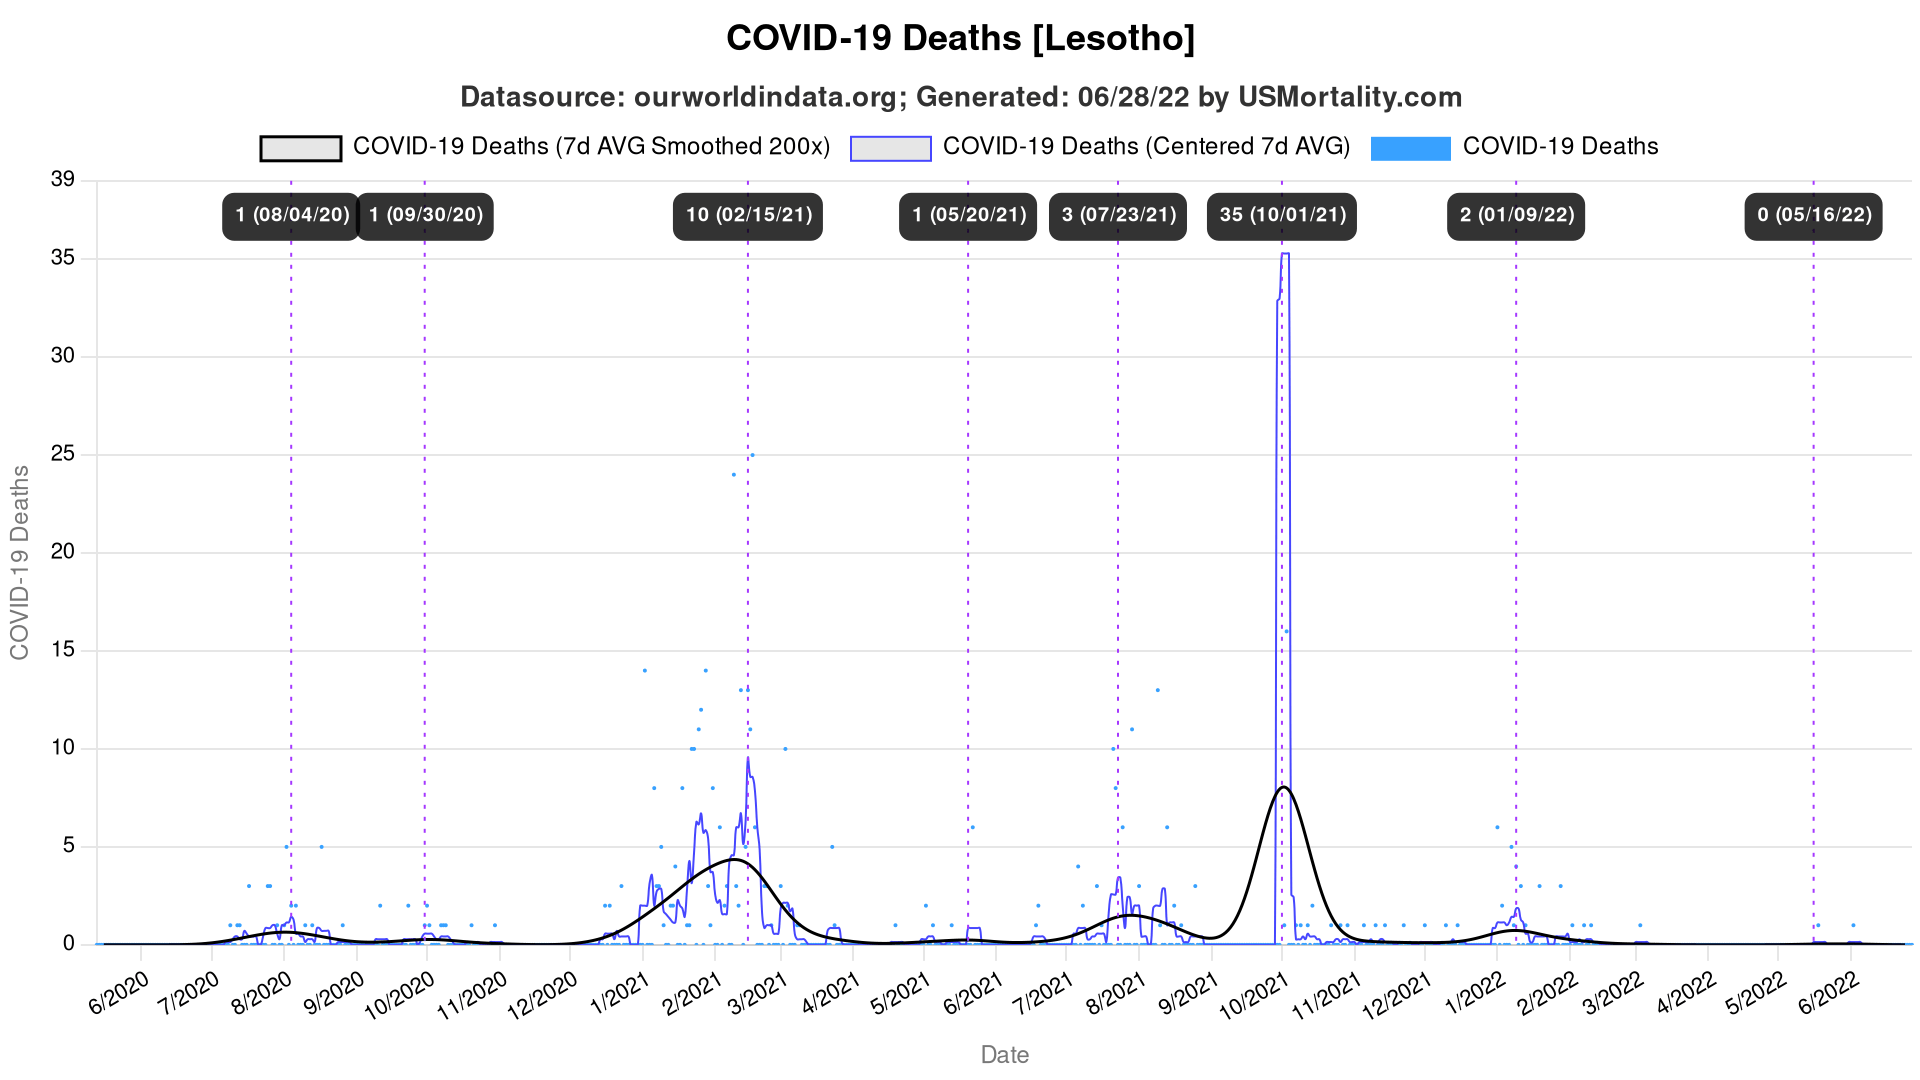 COVID-19 Deaths [Lesotho]
Datasource: ourworldindata.org; Generated: 06/28/22 by USMortality.com
COVID-19 Deaths (7d AVG Smoothed 200x) COVID-19 Deaths (Centered 7d AVG) COVID-19 Deaths
39
1 (08/04/20) 1 (09/30/20) 10 (02/15/21) 1 (05/20/21) 3 (07/23/21) 35 (10/01/21) 2 (01/09/22) 0 (05/16/22)
35
30
25
20
15
10
5
0
COVID-19 Deaths
6/2020 7/2020 8/2020 9/2020 10/2020 11/2020 12/2020 1/2021 2/2021 3/2021 4/2021 5/2021 6/2021 7/2021 8/2021 9/2021 10/2021 11/2021 12/2021 1/2022 2/2022 3/2022 4/2022 5/2022 6/2022
Date